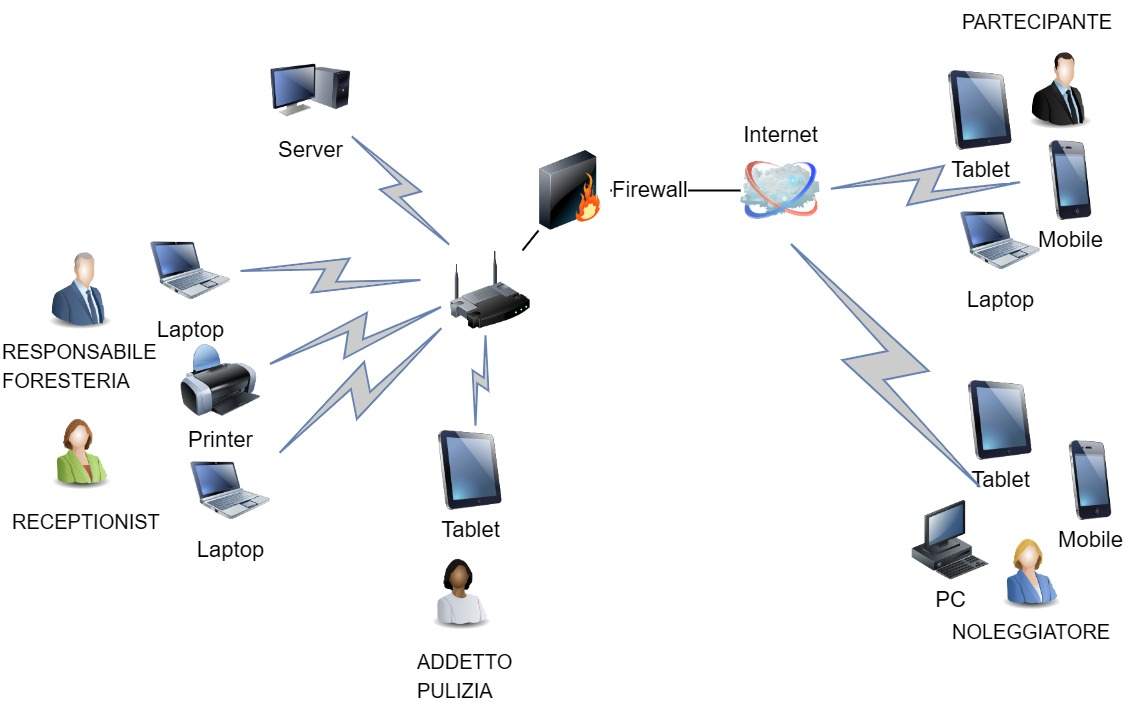 PARTECIPANTE
Internet
Server
Tablet
Firewall
Mobile
Laptop
Laptop
RESPONSABILE
FORESTERIA
Printer
Tablet
RECEPTIONIST
Laptop
Tablet
Mobile
PC
NOLEGGIATORE
ADDETTO
PULIZIA